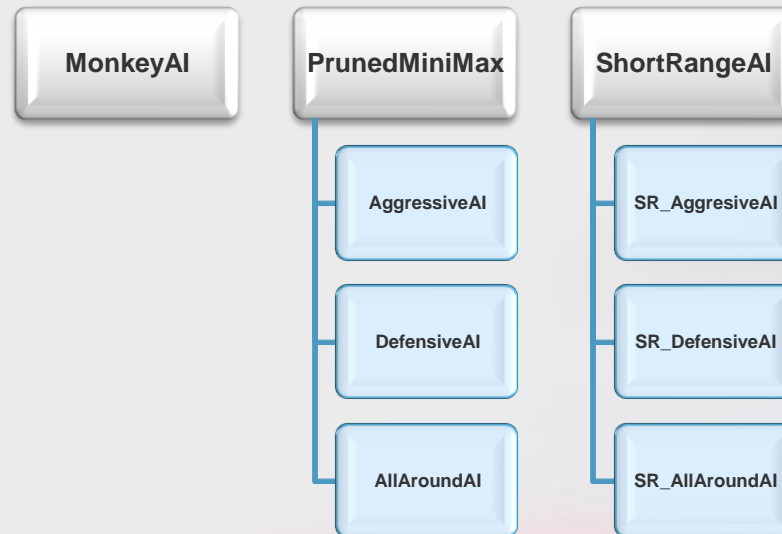 MonkeyAI
PrunedMiniMax
ShortRangeAI
AggressiveAI
SR_AggresiveAI
DefensiveAI
SR_DefensiveAI
AllAroundAI
SR_AllAroundAI